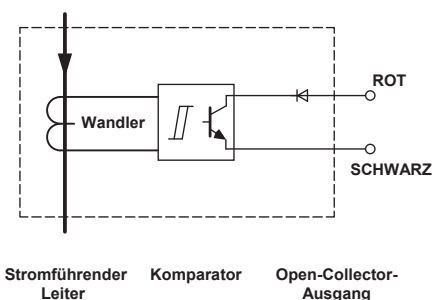 ROT
Wandler
SCHWARZ
Stromführender
Leiter
Komparator
Open-Collector-
Ausgang